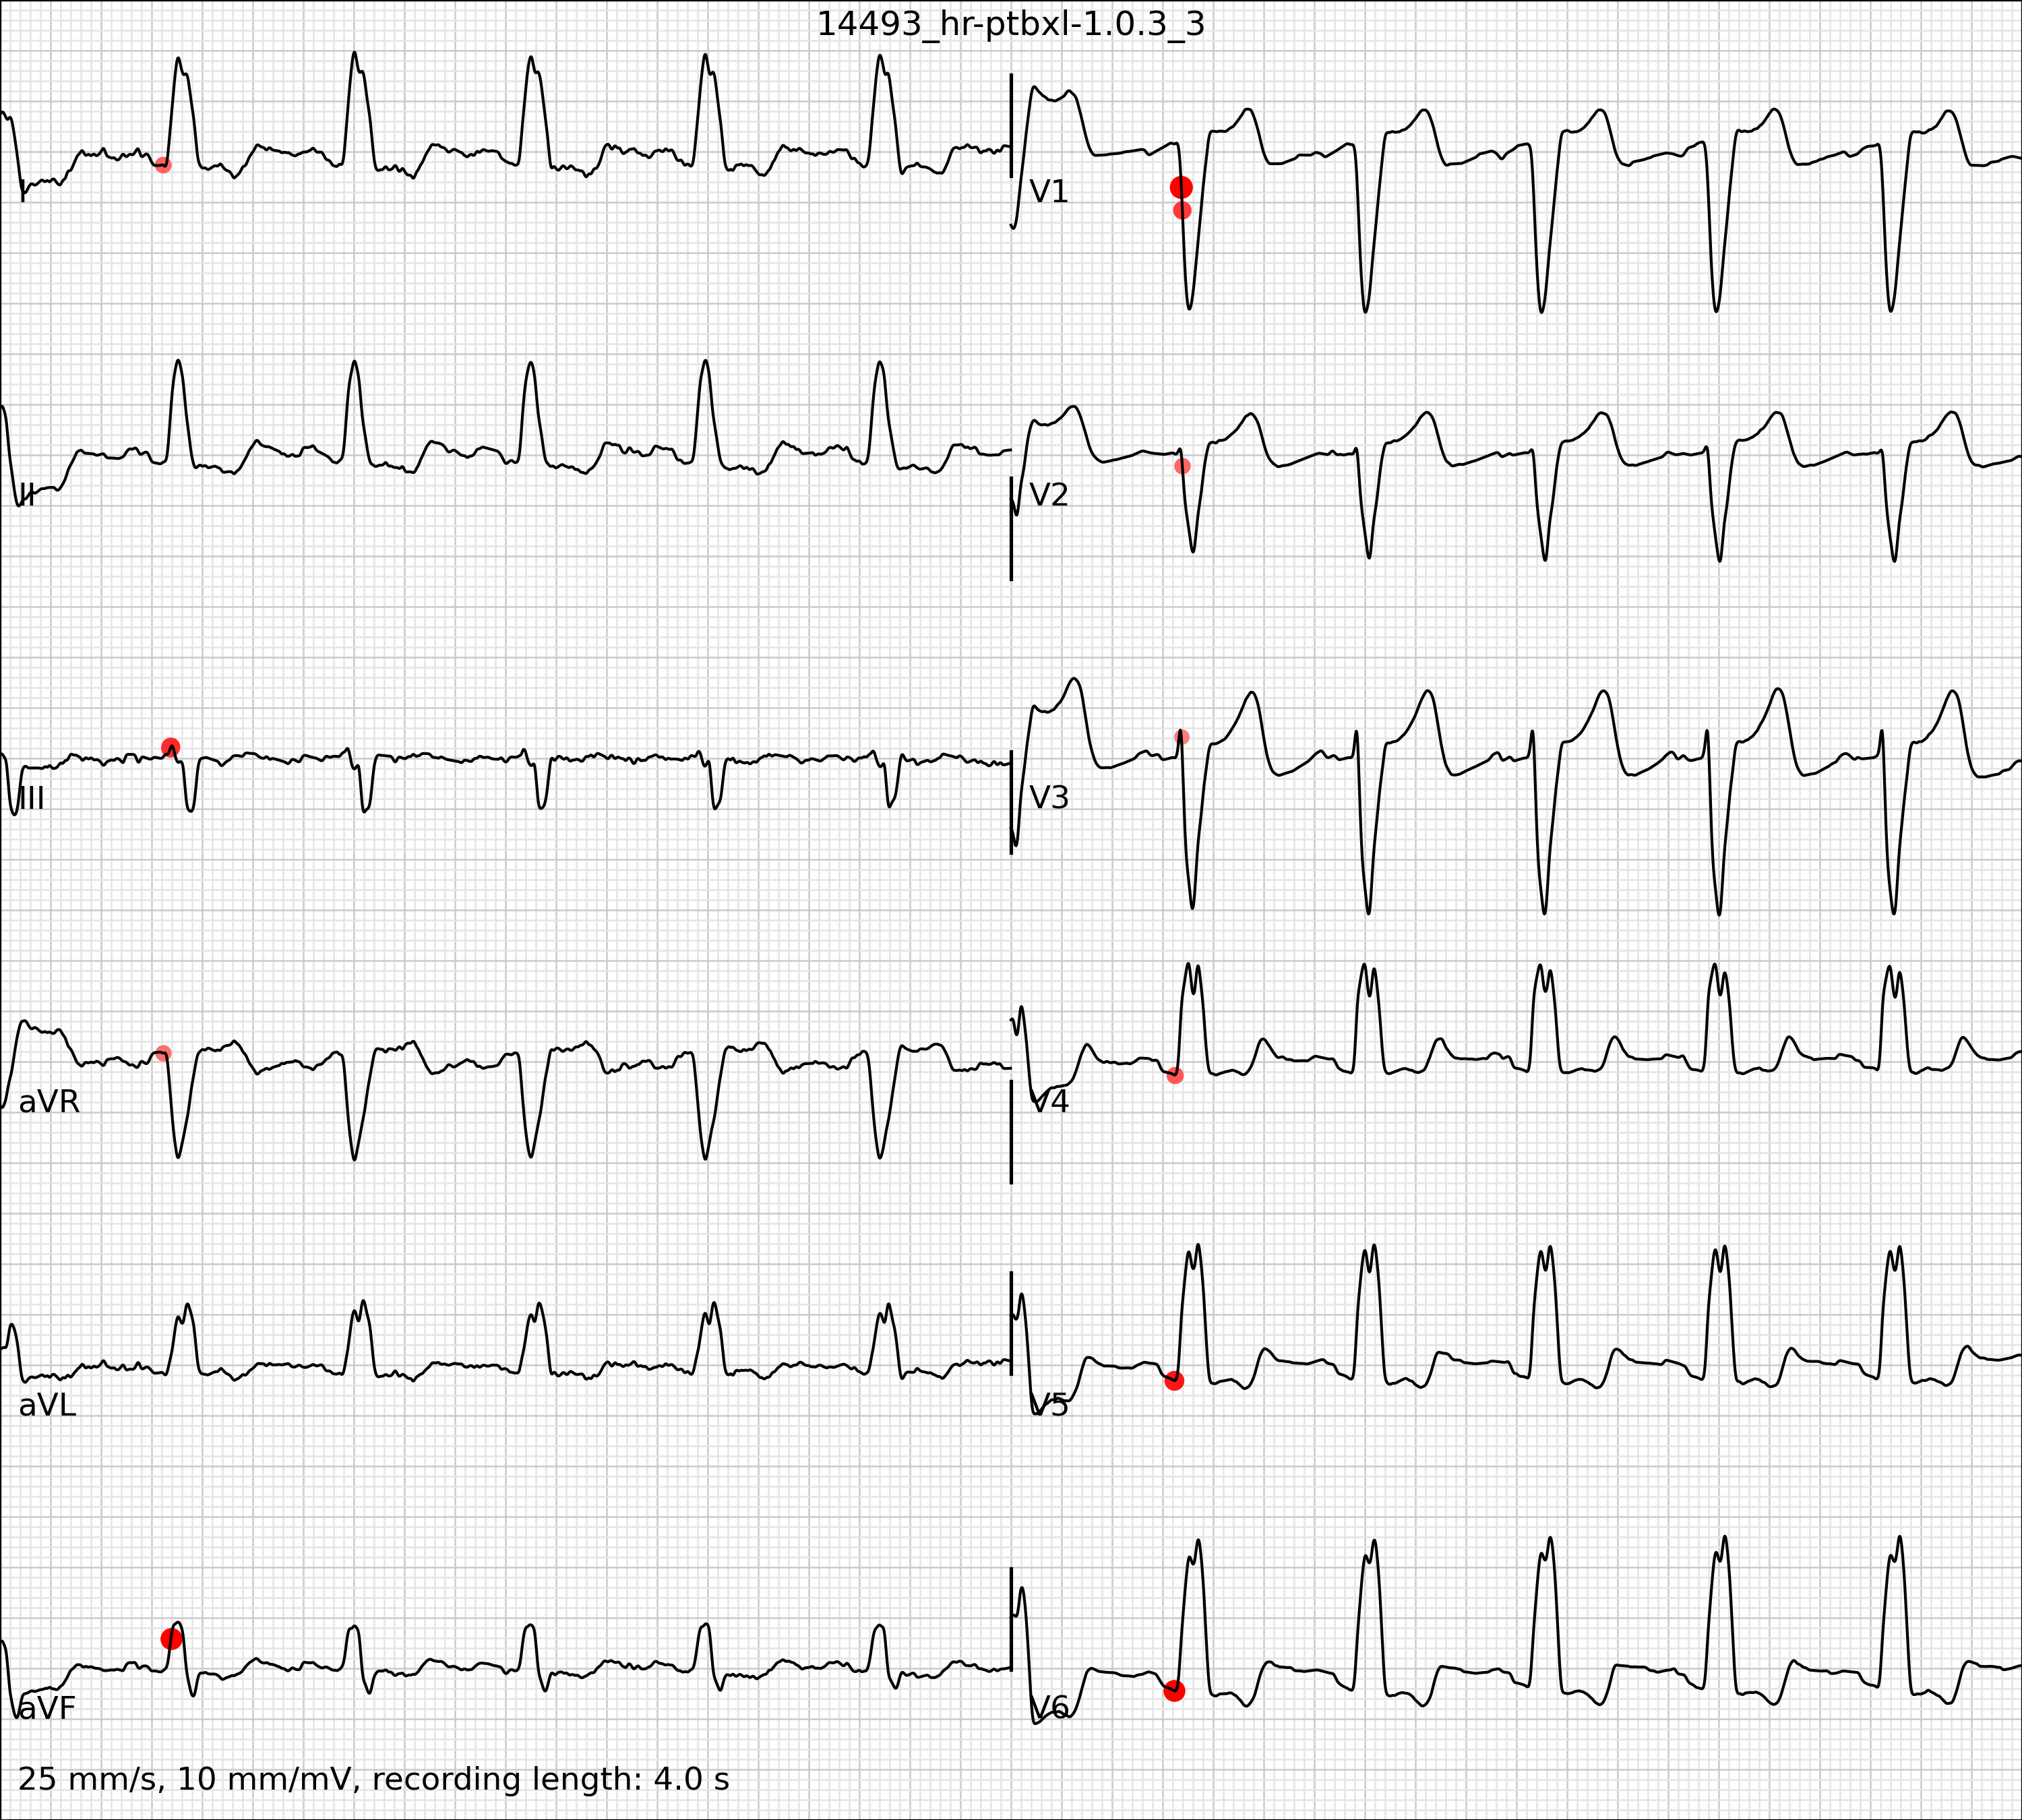 14493_hr-ptbxl-1.0.3_3
I
V1
II
V2
III
V3
aVR
V4
aVL
V5
aVF
V6
25 mm/s, 10 mm/mV, recording length: 4.0 s